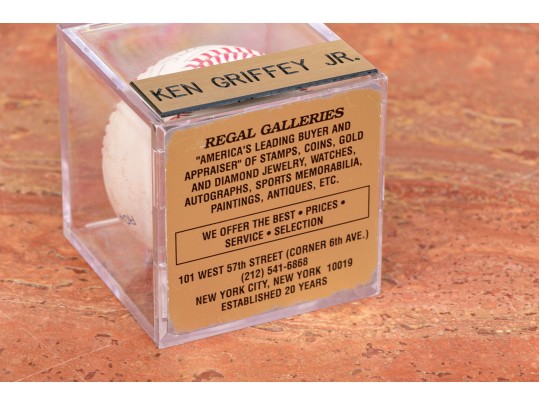 KEN GRIFFEY JR.
REGAL GALLERIES
"AMERICA'S LEADING BUYER AND
APPRAISER" OF STAMPS, COINS, GOLD
AND DIAMOND JEWELRY, WATCHES,
AUTOGRAPHS, SPORTS MEMORABILIA,
PAINTINGS, ANTIQUES, ETC.
WE OFFER THE BEST • PRICES •
SERVICE • SELECTION
101 WEST 57th STREET (CORNER 6th AVE.)
(212) 541-6868
NEW YORK CITY, NEW YORK 10019
ESTABLISHED 20 YEARS